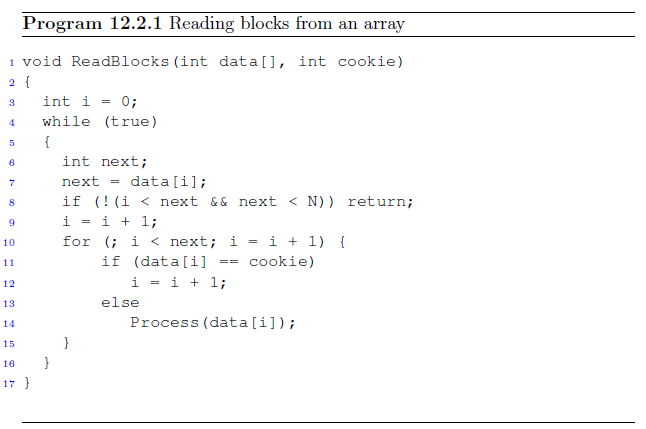 Program 12.2.1 Reading blocks from an array
1 void ReadBlocks(int data[], int cookie)
2 {
3 int i = 0;
4 while (true)
5 {
6 int next;
7 next = data[i];
8 if (!(i < next && next < N)) return;
9 i = i + 1;
10 for (; i < next; i = i + 1) {
11 if (data[i] == cookie)
12 i = i + 1;
13 else
14 Process(data[i]);
15 }
16 }
17 }